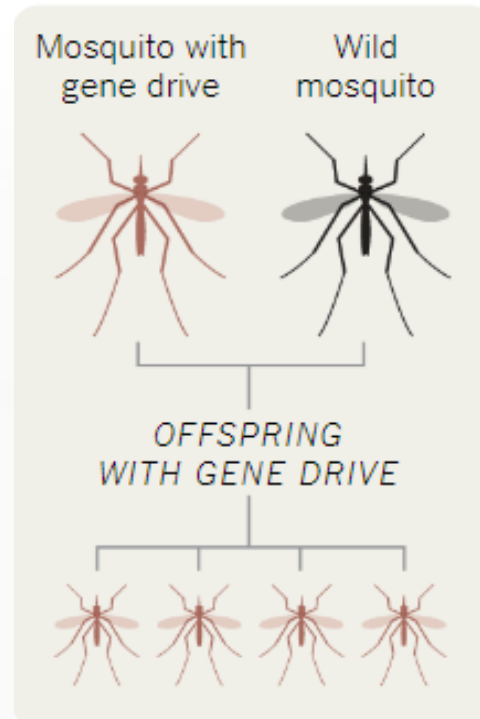 Mosquito with
gene drive
Wild
mosquito
OFFSPRING
WITH GENE DRIVE